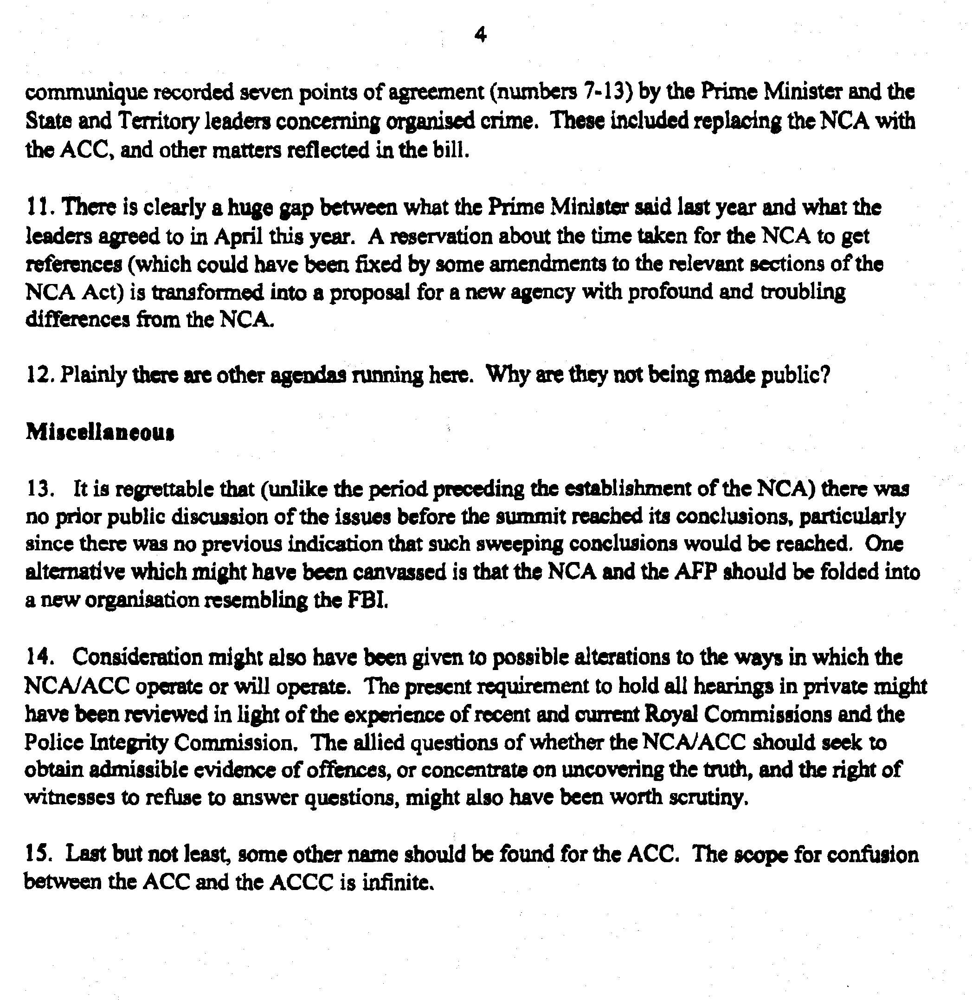 4
communique recorded seven points of agreement (numbers 7-13) by the Prime Minister and the
State and Territory leaders concerning organised crime. These included replacing the NCA with
the ACC, and other matters reflected in the bill.
11. There is clearly a huge gap between what the Prime Minister said last year and what the
leaders agreed to in April this year. A reservation about the time taken for the NCA to get
references (which could have been fixed by some amendments to the relevant sections of the
NCA Act) is transformed into a proposal for a new agency with profound and troubling
differences from the NCA.
12. Plainly there are other agendas running here. Why are they not being made public?
Miscellaneous
13. It is regrettable that (unlike the period preceding the establishment of the NCA) there was
no prior public discussion of the issues before the summit reached its conclusions, particularly
since there was no previous indication that such sweeping conclusions would be reached. One
alternative which might have been canvassed is that the NCA and the AFP should be folded into
a new organisation resembling the FBI.
14. Consideration might also have been given to possible alterations to the ways in which the
NCA/ACC operate or will operate. The present requirement to hold all hearings in private might
have been reviewed in light of the experience of recent and current Royal Commissions and the
Police Integrity Commission. The allied questions of whether the NCA/ACC should seek to
obtain admissible evidence of offences, or concentrate on uncovering the truth, and the right of
witnesses to refuse to answer questions, might also have been worth scrutiny.
15. Last but not least, some other name should be found for the ACC. The scope for confusion
between the ACC and the ACCC is infinite.